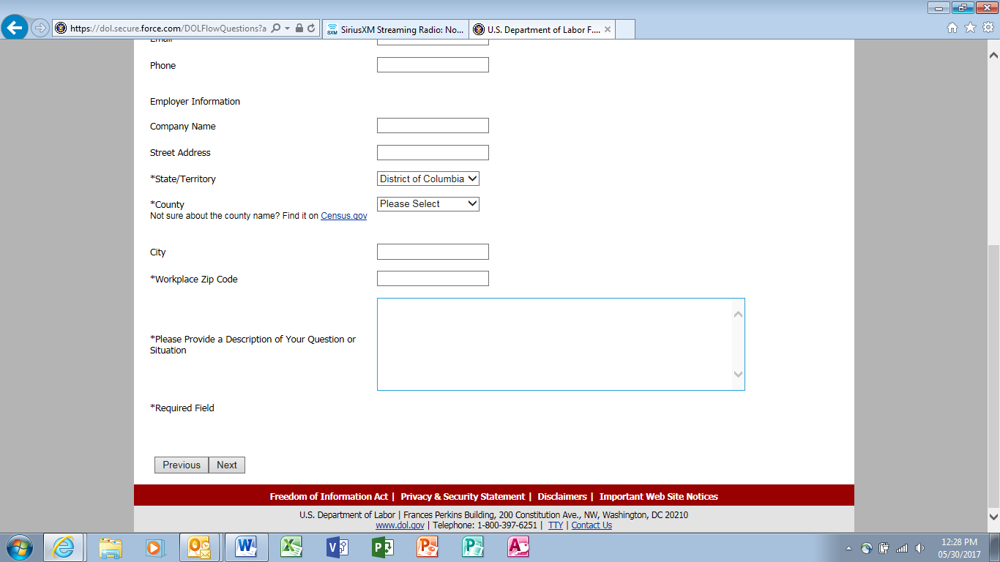 https://dol.secure.force.com/DOLFlowQuestions?a
SXM SiriusXM Streaming Radio: No...
U.S. Department of Labor F....
Email
Phone
Employer Information
Company Name
Street Address
*State/Territory District of Columbia
*County Please Select
Not sure about the county name? Find it on Census.gov
City
*Workplace Zip Code
*Please Provide a Description of Your Question or
Situation
*Required Field
Previous Next
Freedom of Information Act | Privacy & Security Statement | Disclaimers | Important Web Site Notices
U.S. Department of Labor | Frances Perkins Building, 200 Constitution Ave., NW, Washington, DC 20210
www.dol.gov | Telephone: 1-800-397-6251 | TTY | Contact Us
12:28 PM
05/30/2017